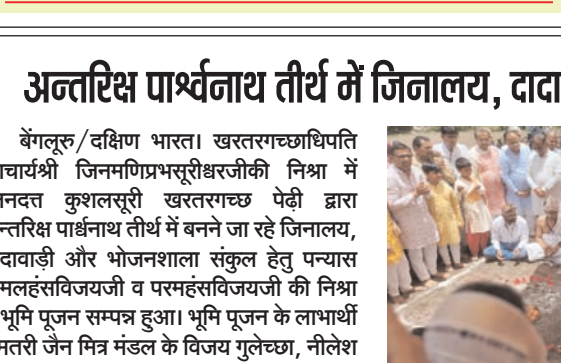 अन्तरिक्ष पार्श्वनाथ तीर्थ में जिनालय, दादा
बेंगलूरु/दक्षिण भारत। खरतरगच्छाधिपति
ाचार्यश्री जिनमणिप्रभसूरीश्वरजीकी निश्रा में
नदत्त कुशलसूरी खरतरगच्छ पेढ़ी द्वारा
न्तरिक्ष पार्श्वनाथ तीर्थ में बनने जा रहे जिनालय,
दावाड़ी और भोजनशाला संकुल हेतु पन्यास
मलहंसविजयजी व परमहंसविजयजी की निश्रा
भूमि पूजन सम्पन्न हुआ। भूमि पूजन के लाभार्थी
मतरी जैन मित्र मंडल के विजय गुलेच्छा, नीलेश